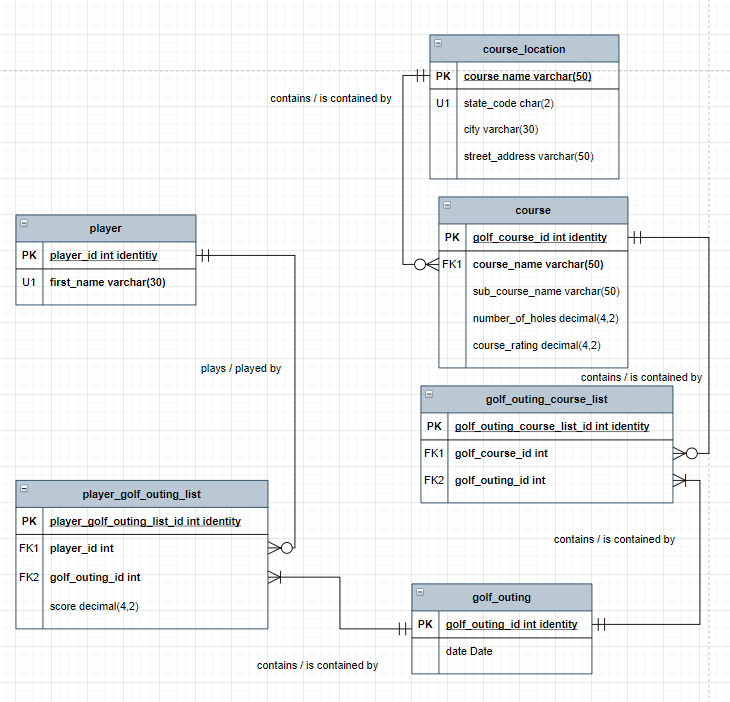 course_location
PK course name varchar(50)
U1 state_code char(2)
city varchar(30)
street_address varchar(50)
contains / is contained by
course
PK golf_course_id int identity
FK1 course_name varchar(50)
sub_course_name varchar(50)
number_of_holes decimal(4,2)
course_rating decimal(4,2)
player
PK player_id int identitiy
U1 first_name varchar(30)
plays / played by
contains / is contained by
golf_outing_course_list
PK golf_outing_course_list_id int identity
FK1 golf_course_id int
FK2 golf_outing_id int
player_golf_outing_list
PK player_golf_outing_list_id int identity
FK1 player_id int
FK2 golf_outing_id int
score decimal(4,2)
contains / is contained by
golf_outing
PK golf_outing_id int identity
date Date
contains / is contained by